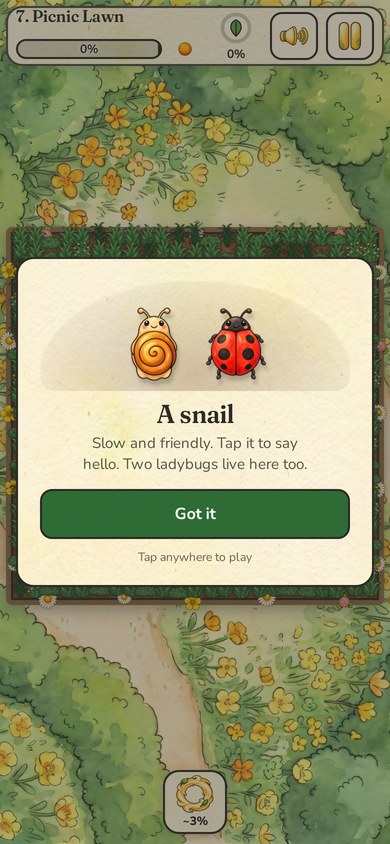 7. Picnic Lawn
0%
0%
A snail
Slow and friendly. Tap it to say
hello. Two ladybugs live here too.
Got it
Tap anywhere to play
~3%